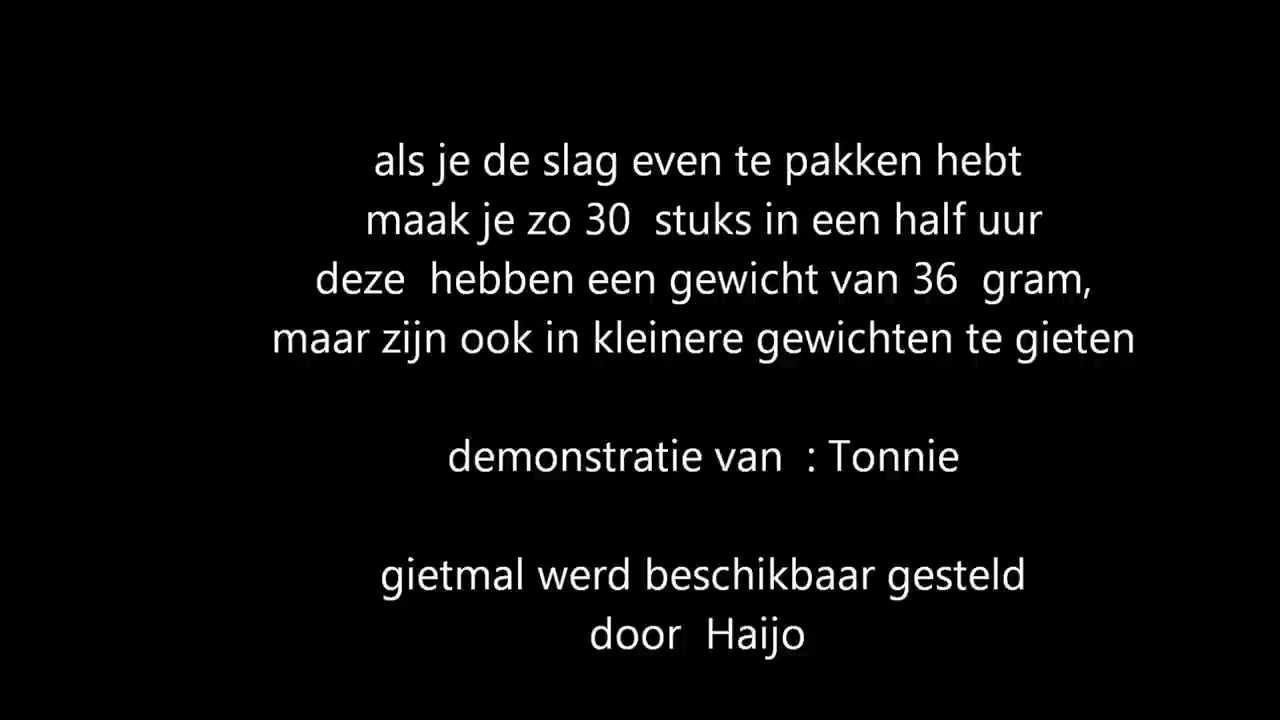 als je de slag even te pakken hebt
maak je zo 30 stuks in een half uur
deze hebben een gewicht van 36 gram,
maar zijn ook in kleinere gewichten te gieten
demonstratie van : Tonnie
gietmal werd beschikbaar gesteld
door Haijo